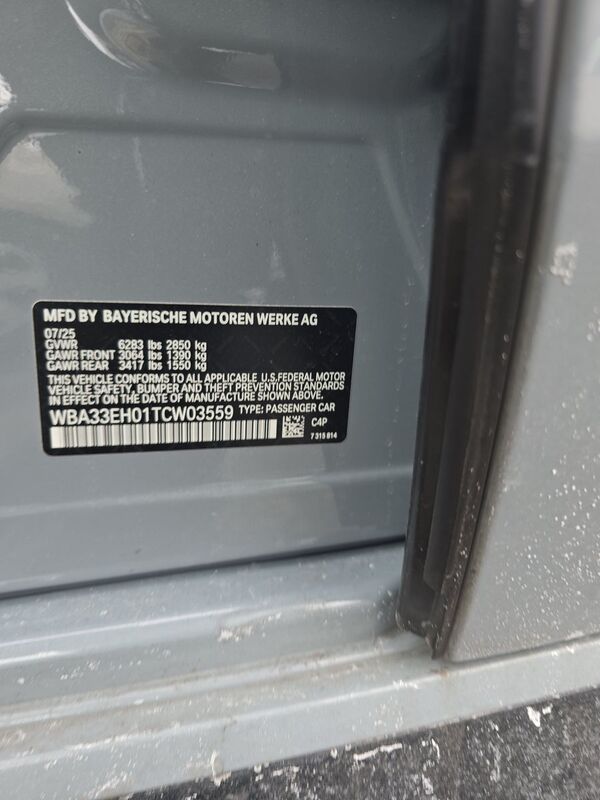 MFD BY BAYERISCHE MOTOREN WERKE AG
07/25
GVWR 6283 lbs 2850 kg
GAWR FRONT 3064 lbs 1390 kg
GAWR REAR 3417 lbs 1550 kg
THIS VEHICLE CONFORMS TO ALL APPLICABLE U.S.FEDERAL MOTOR
VEHICLE SAFETY, BUMPER, AND THEFT PREVENTION STANDARDS
IN EFFECT ON THE DATE OF MANUFACTURE SHOWN ABOVE.
WBA33EH01TCW03559 TYPE: PASSENGER CAR
C4P
7 315 814